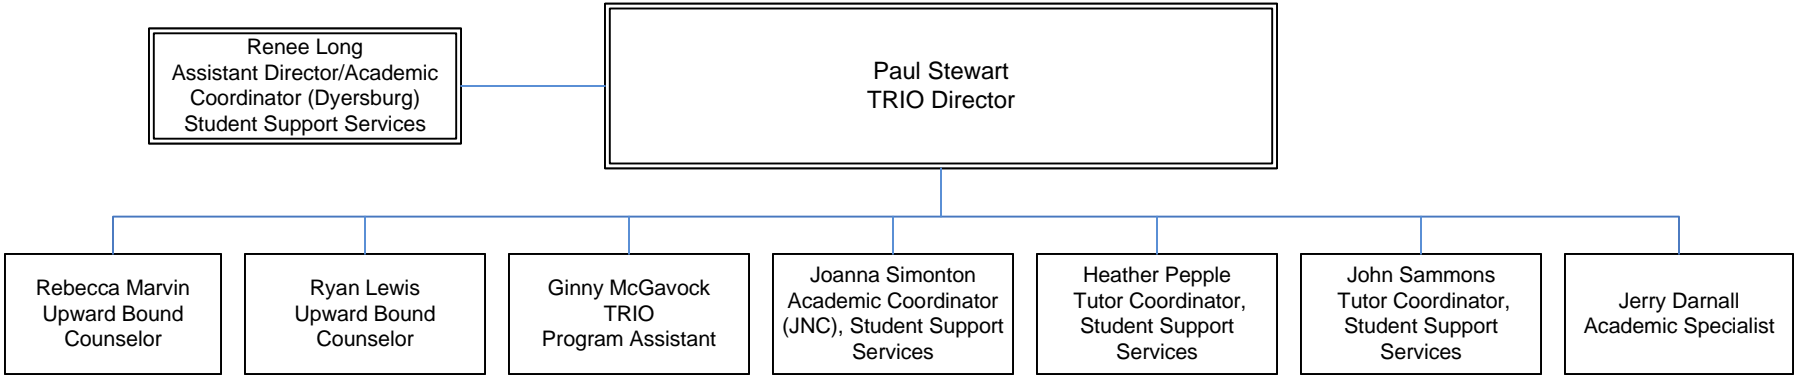 Renee Long
Assistant Director/Academic
Coordinator (Dyersburg)
Student Support Services
Paul Stewart
TRIO Director
Rebecca Marvin
Upward Bound
Counselor
Ryan Lewis
Upward Bound
Counselor
Ginny McGavock
TRIO
Program Assistant
Joanna Simonton
Academic Coordinator
(JNC), Student Support
Services
Heather Pepple
Tutor Coordinator,
Student Support
Services
John Sammons
Tutor Coordinator,
Student Support
Services
Jerry Darnall
Academic Specialist